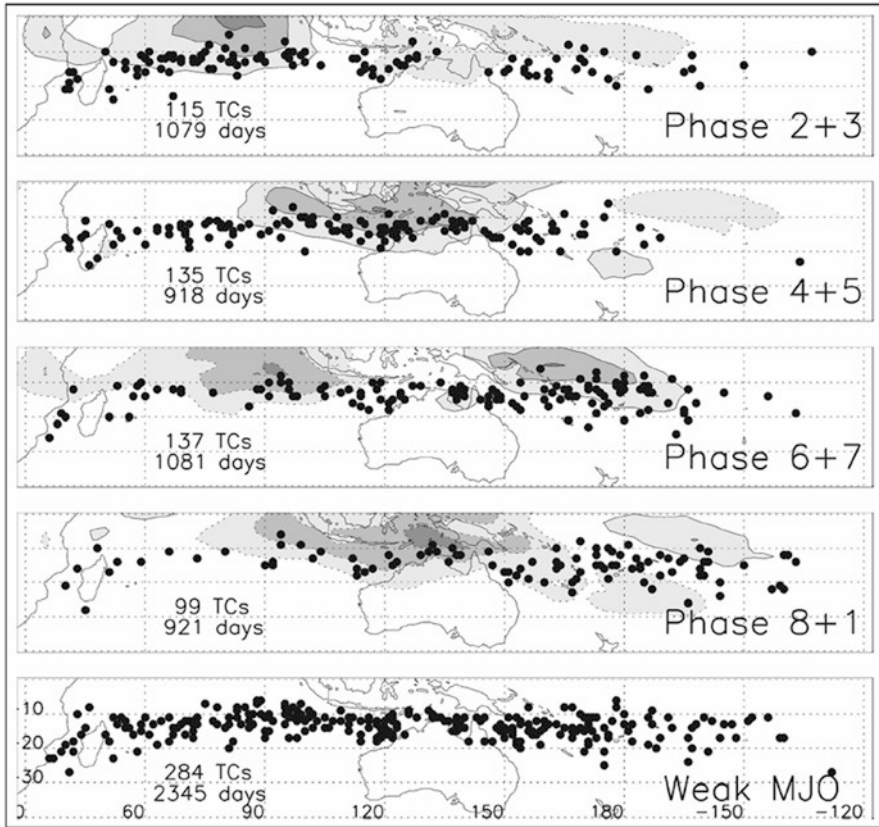 115 TCs
1079 days
Phase 2+3
135 TCs
918 days
Phase 4+5
137 TCs
1081 days
Phase 6+7
99 TCs
921 days
Phase 8+1
-10
-20
-30
284 TCs
2345 days
Weak MJO
0 60 90 120 150 180 -150 -120